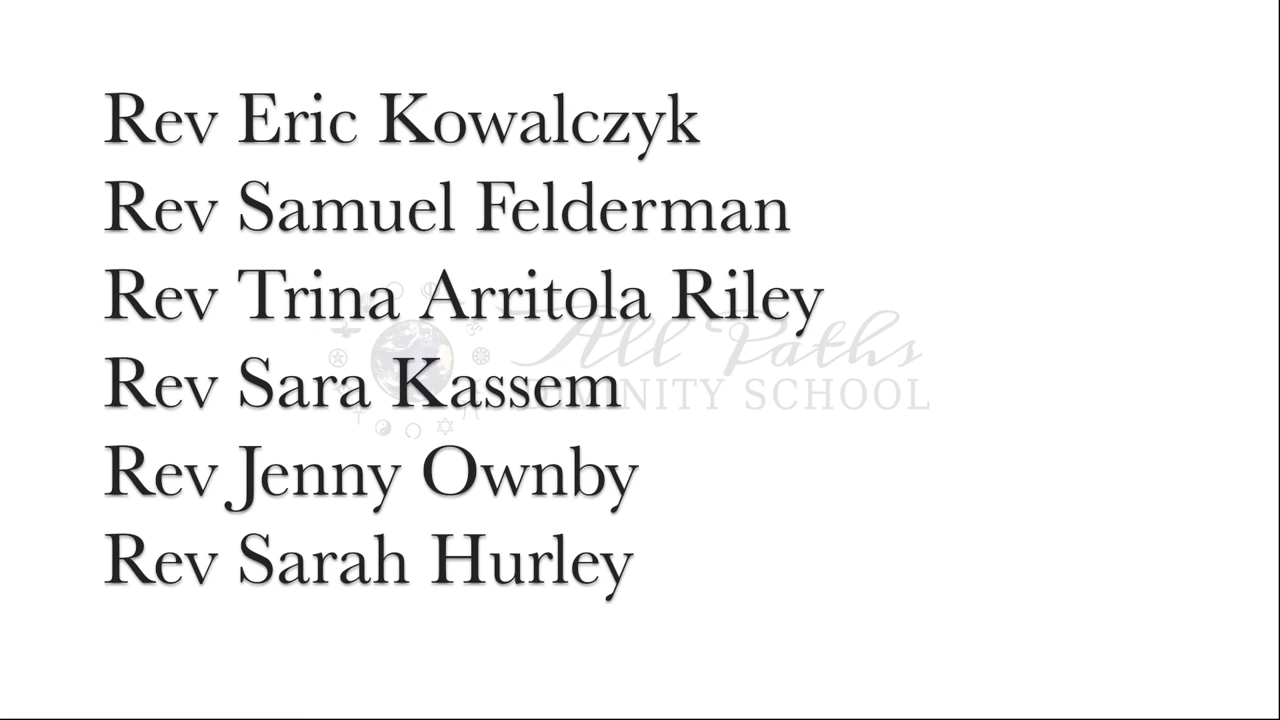 Rev Eric Kowalczyk
Rev Samuel Felderman
Rev Trina Arritola Riley
All Paths
Rev Sara Kassem
DIVINITY SCHOOL
Rev Jenny Ownby
Rev Sarah Hurley